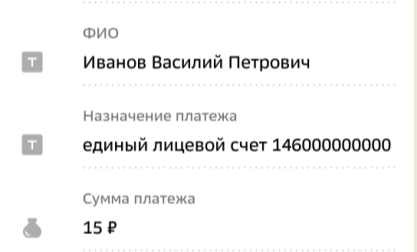 ФИО
Иванов Василий Петрович
Назначение платежа
единый лицевой счет 146000000000
Сумма платежа
15 ₽